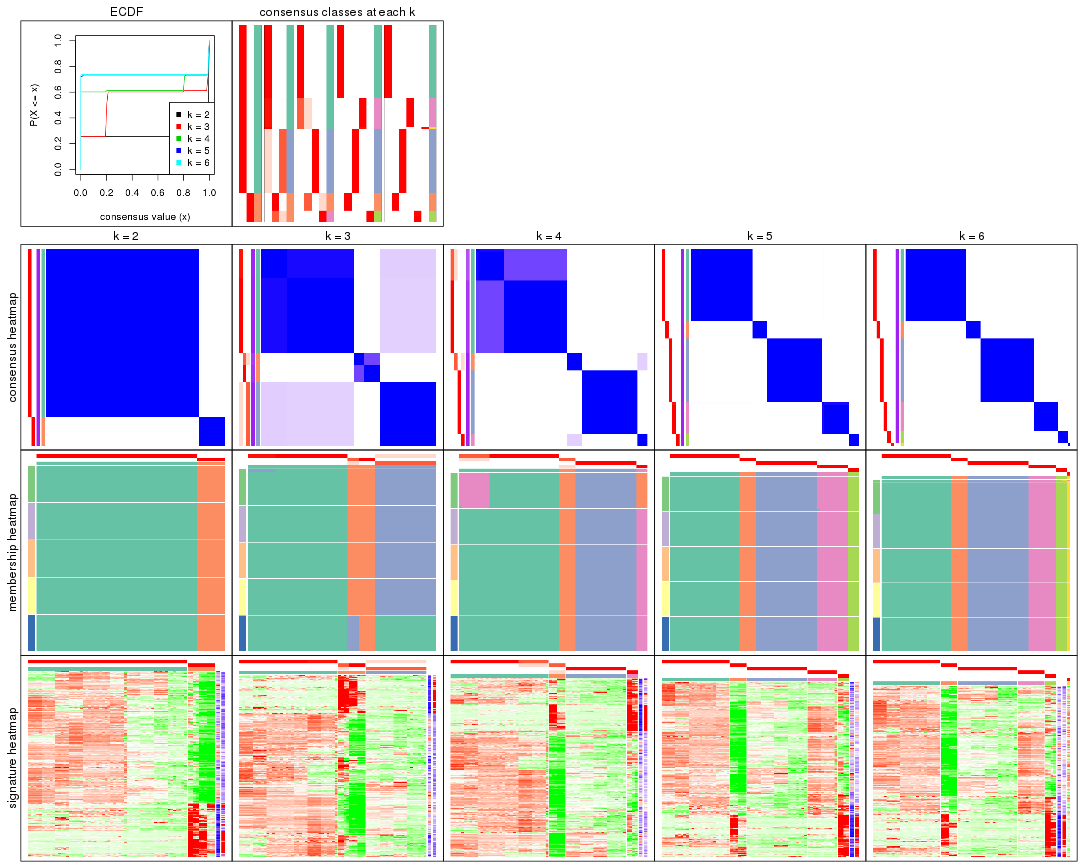 ECDF
consensus classes at each k
P(X <= x)
1.0
0.8
0.6
0.4
0.2
0.0
k = 2
k = 3
k = 4
k = 5
k = 6
0.0 0.2 0.4 0.6 0.8 1.0
consensus value (x)
k = 2
k = 3
k = 4
k = 5
k = 6
consensus heatmap
membership heatmap
signature heatmap